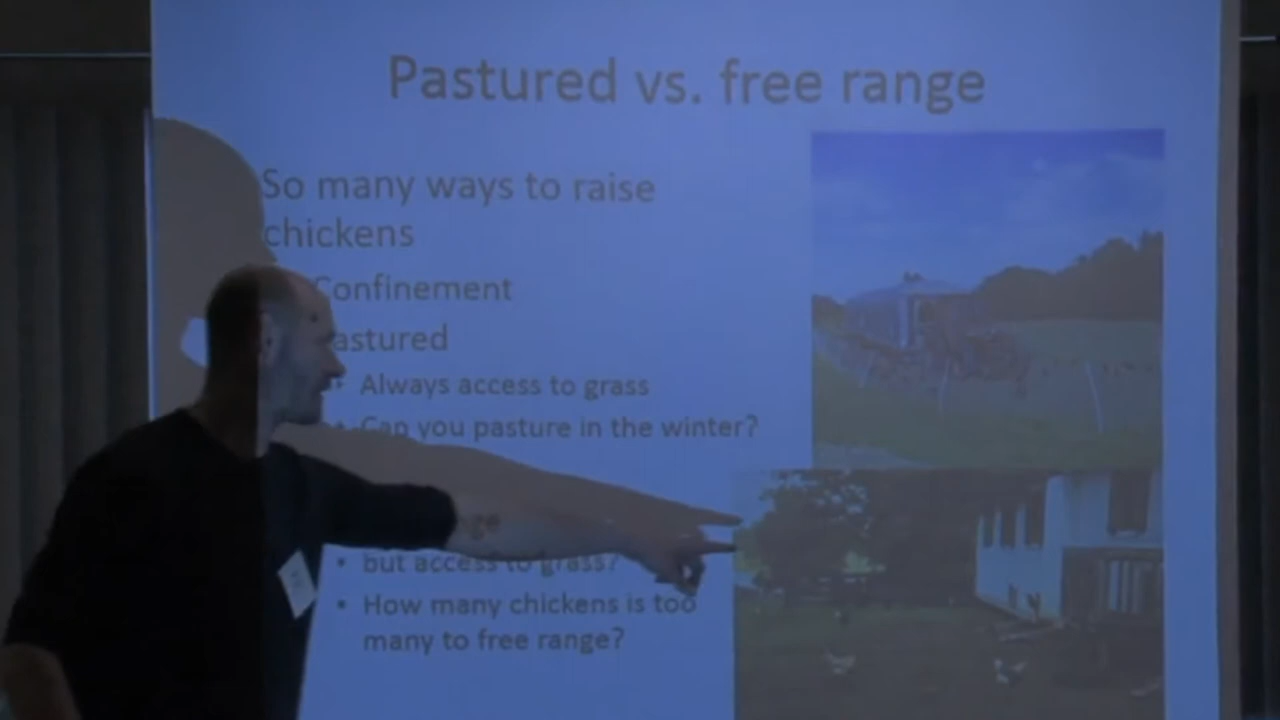 Pastured vs. free range
So many ways to raise
chickens
Confinement
astured
• Always access to grass
• Can you pasture in the winter?
• but access to grass?
• How many chickens is too
many to free range?